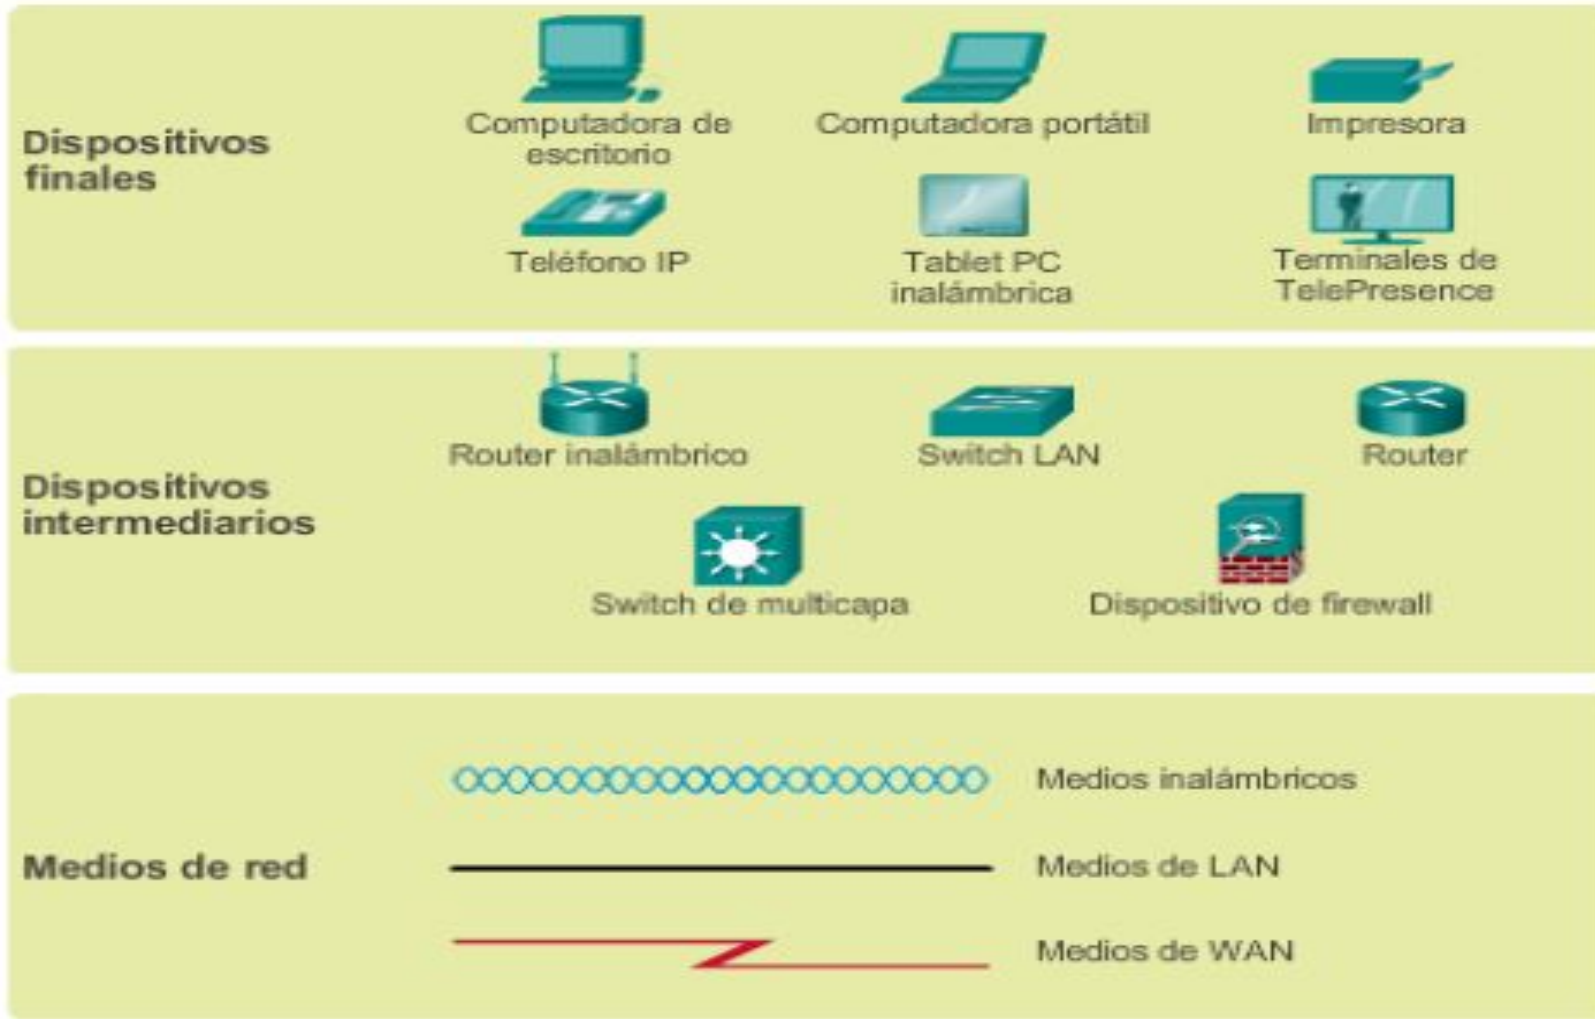 Dispositivos
finales
Computadora de
escritorio
Computadora portátil
Impresora
Teléfono IP
Tablet PC
inalámbrica
Terminales de
TelePresence
Dispositivos
intermediarios
Router inalámbrico
Switch LAN
Router
Switch de multicapa
Dispositivo de firewall
Medios de red
Medios inalámbricos
Medios de LAN
Medios de WAN